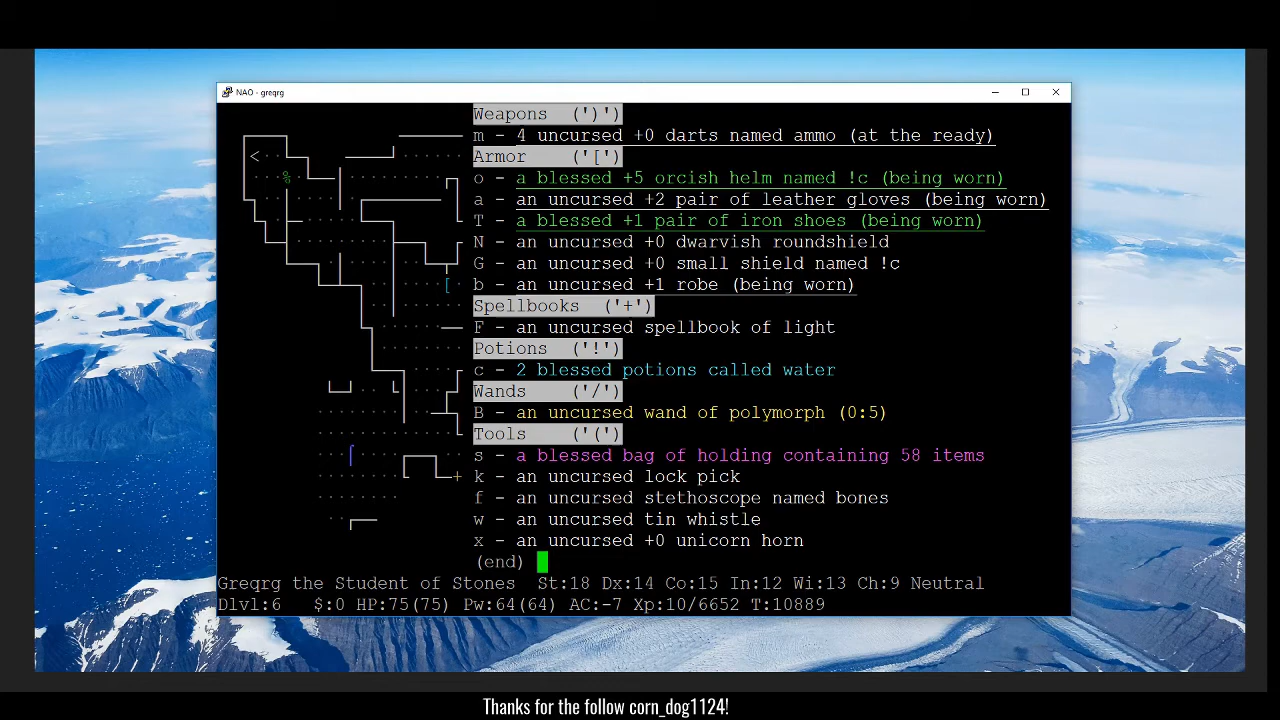 NAO - greqrg
Weapons (')')
m - 4 uncursed +0 darts named ammo (at the ready)
Armor ('[')
o - a blessed +5 orcish helm named !c (being worn)
a - an uncursed +2 pair of leather gloves (being worn)
T - a blessed +1 pair of iron shoes (being worn)
N - an uncursed +0 dwarvish roundshield
G - an uncursed +0 small shield named !c
b - an uncursed +1 robe (being worn)
Spellbooks ('+')
F - an uncursed spellbook of light
Potions ('!')
c - 2 blessed potions called water
Wands ('/')
B - an uncursed wand of polymorph (0:5)
Tools ('(')
s - a blessed bag of holding containing 58 items
k - an uncursed lock pick
f - an uncursed stethoscope named bones
w - an uncursed tin whistle
x - an uncursed +0 unicorn horn
(end)
Greqrg the Student of Stones St:18 Dx:14 Co:15 In:12 Wi:13 Ch:9 Neutral
Dlvl:6 $:0 HP:75(75) Pw:64(64) AC:-7 Xp:10/6652 T:10889
Thanks for the follow corn_dog1124!